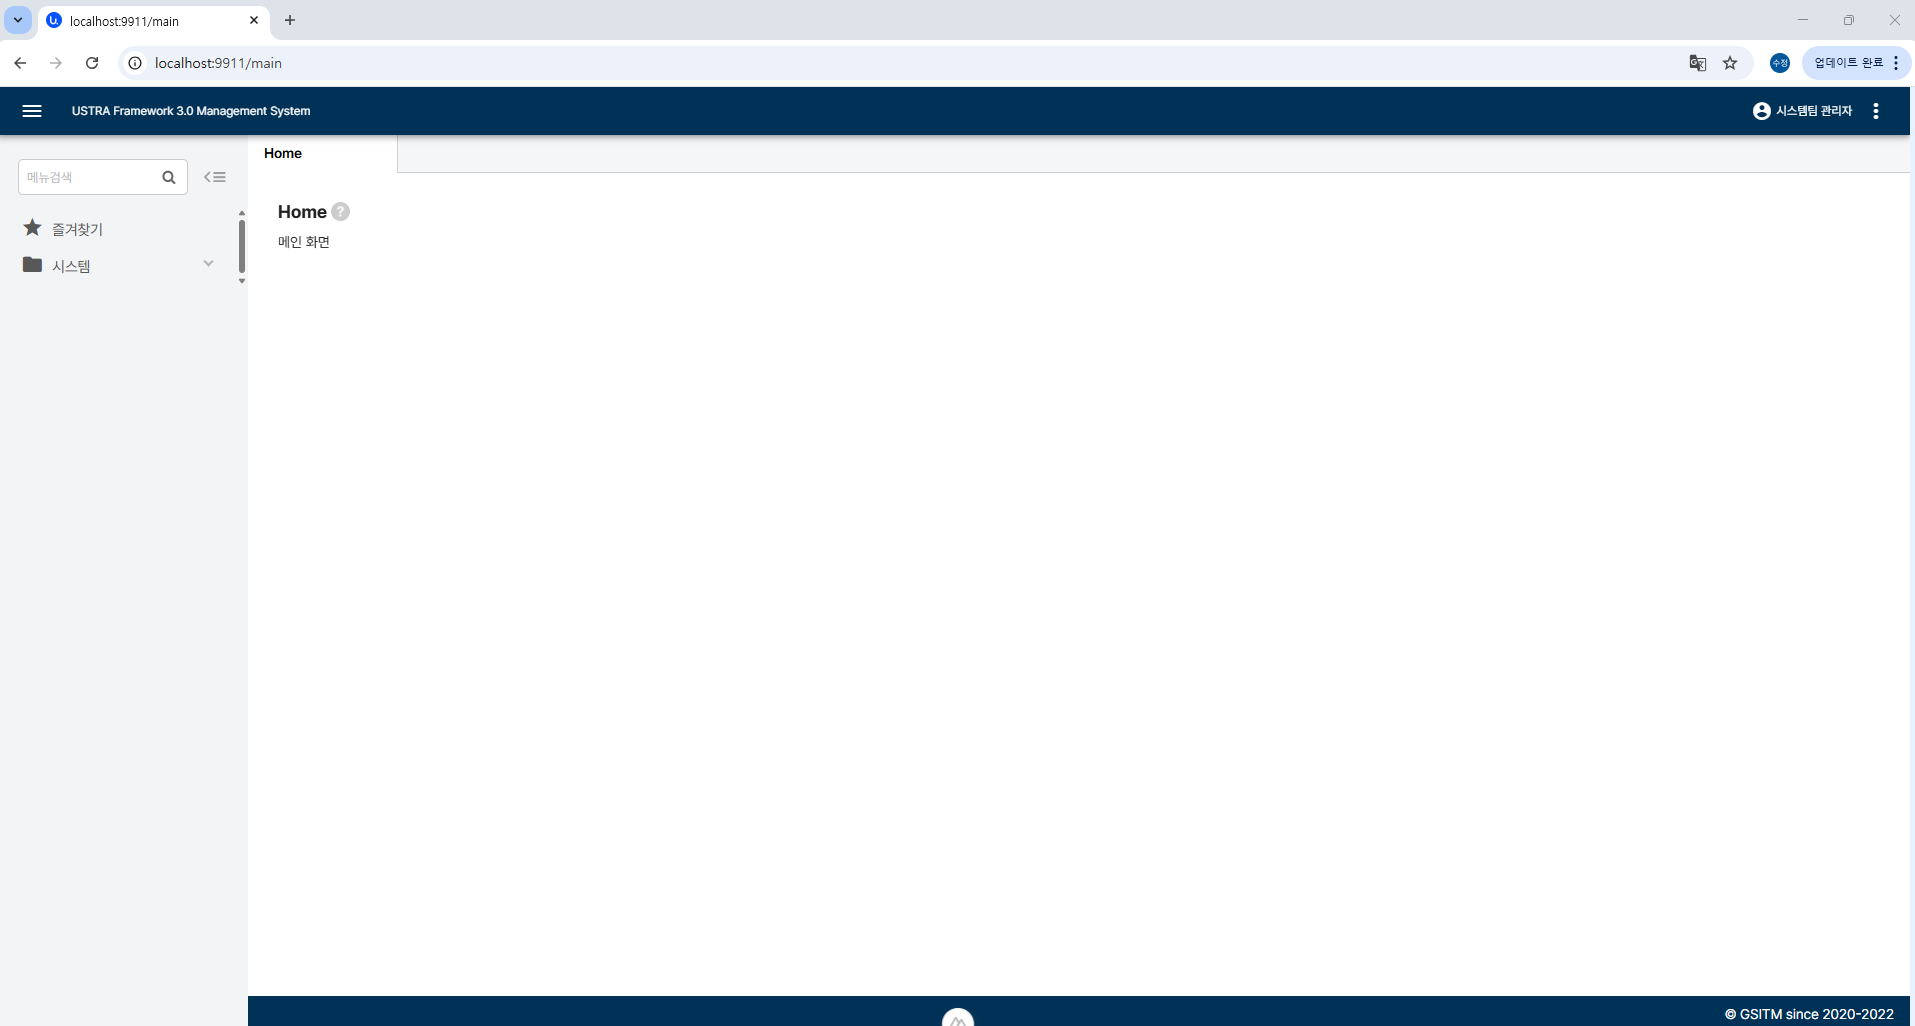 localhost:9911/main
localhost:9911/main
수정
업데이트 완료
USTRA Framework 3.0 Management System
시스템팀 관리자
메뉴검색
Home
즐겨찾기
시스템
Home ?
메인 화면
© GSITM since 2020-2022